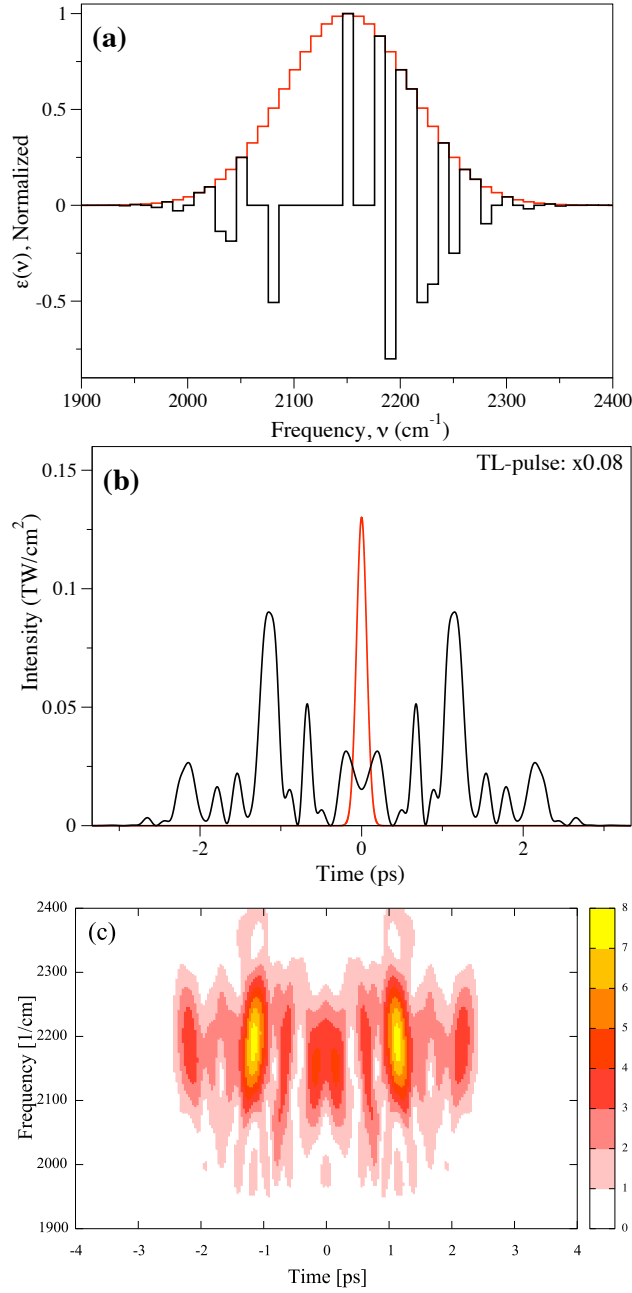 (a)
1
0.5
0
-0.5
ε(ν), Normalized
1900 2000 2100 2200 2300 2400
Frequency, ν (cm-1)
(b)
TL-pulse: x0.08
0.15
0.1
0.05
0
Intensity (TW/cm2)
-2 0 2
Time (ps)
(c)
2400
2300
2200
2100
2000
1900
Frequency [1/cm]
-4 -3 -2 -1 0 1 2 3 4
Time [ps]
8
7
6
5
4
3
2
1
0